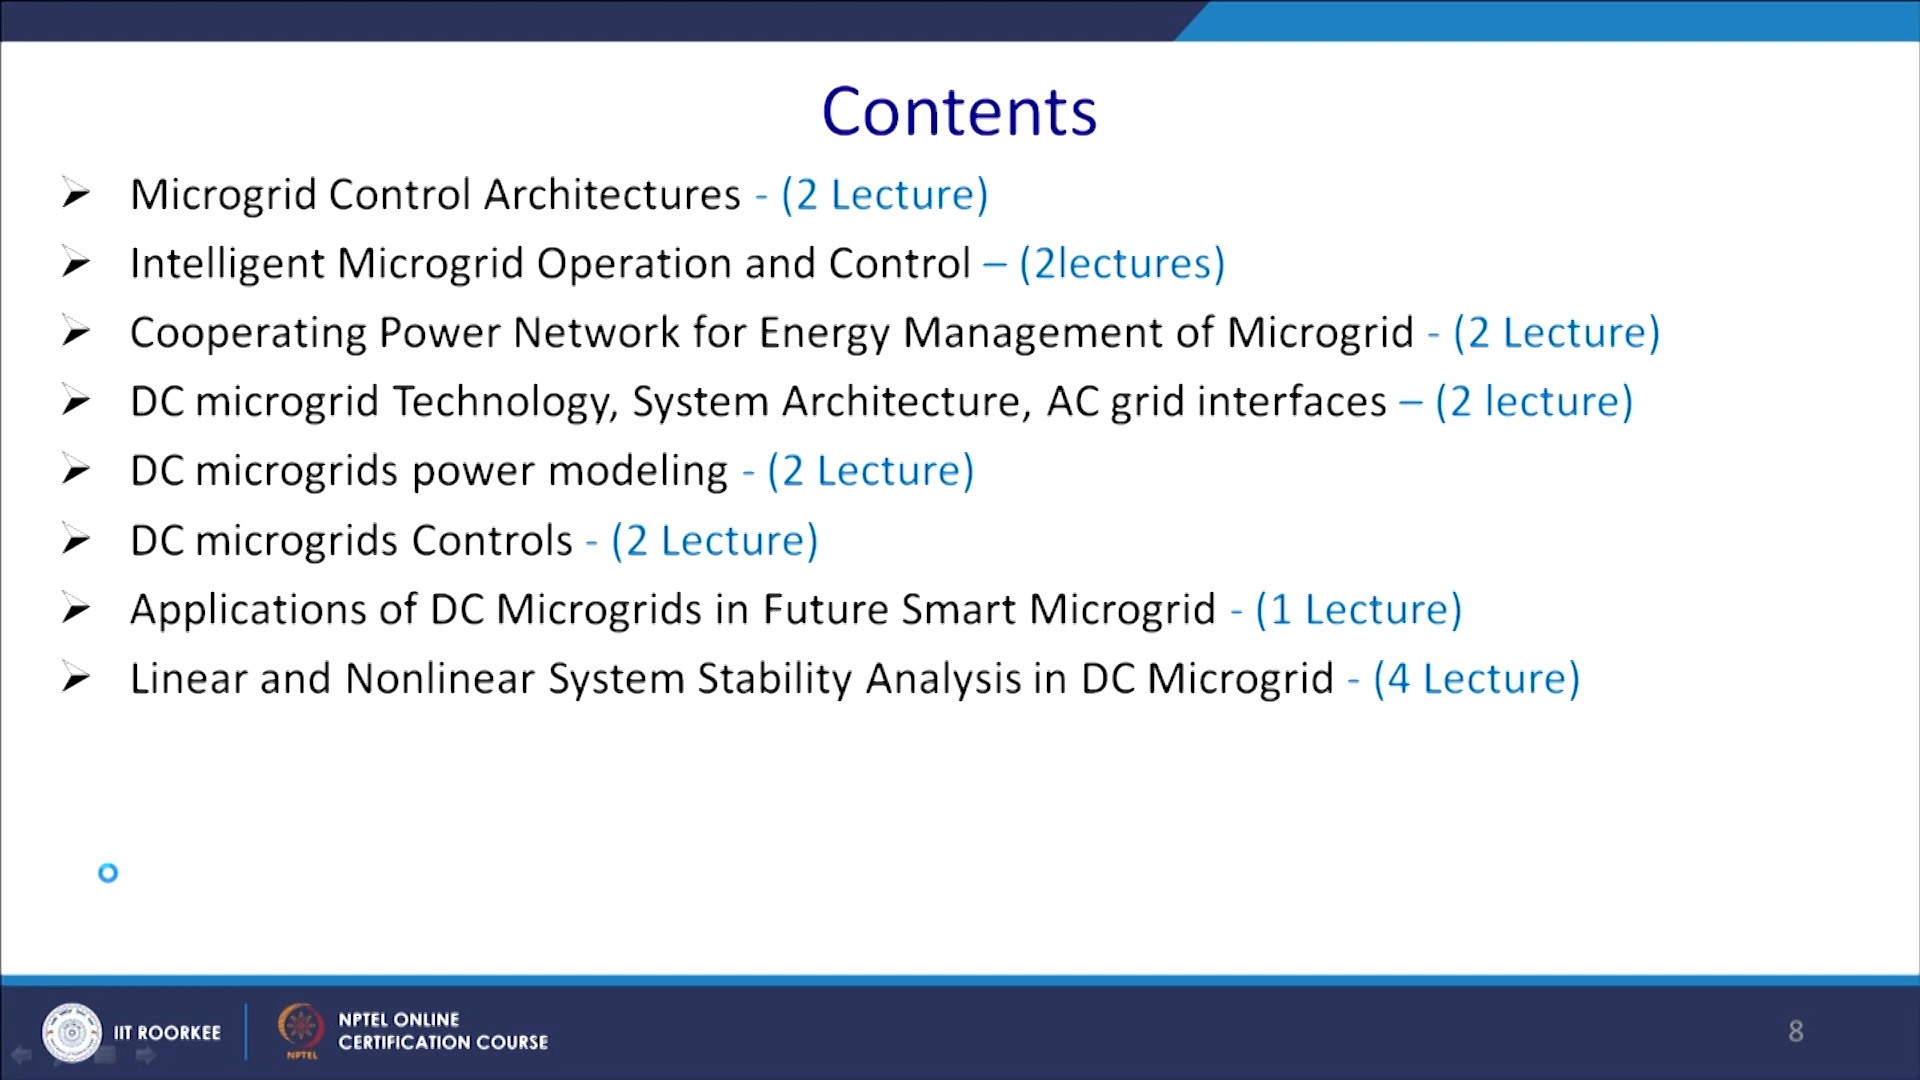 Contents
Microgrid Control Architectures - (2 Lecture)
Intelligent Microgrid Operation and Control – (2lectures)
Cooperating Power Network for Energy Management of Microgrid - (2 Lecture)
DC microgrid Technology, System Architecture, AC grid interfaces – (2 lecture)
DC microgrids power modeling - (2 Lecture)
DC microgrids Controls - (2 Lecture)
Applications of DC Microgrids in Future Smart Microgrid - (1 Lecture)
Linear and Nonlinear System Stability Analysis in DC Microgrid - (4 Lecture)
IIT ROORKEE
NPTEL
NPTEL ONLINE
CERTIFICATION COURSE
8